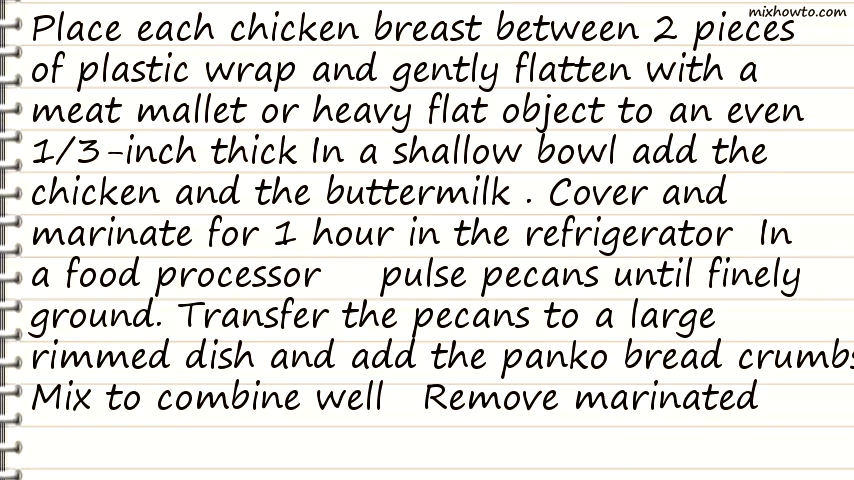 mixhowto.com
Place each chicken breast between 2 pieces
of plastic wrap and gently flatten with a
meat mallet or heavy flat object to an even
1/3-inch thick In a shallow bowl add the
chicken and the buttermilk . Cover and
marinate for 1 hour in the refrigerator  In
a food processor     pulse pecans until finely
ground. Transfer the pecans to a large
rimmed dish and add the panko bread crumbs
Mix to combine well   Remove marinated